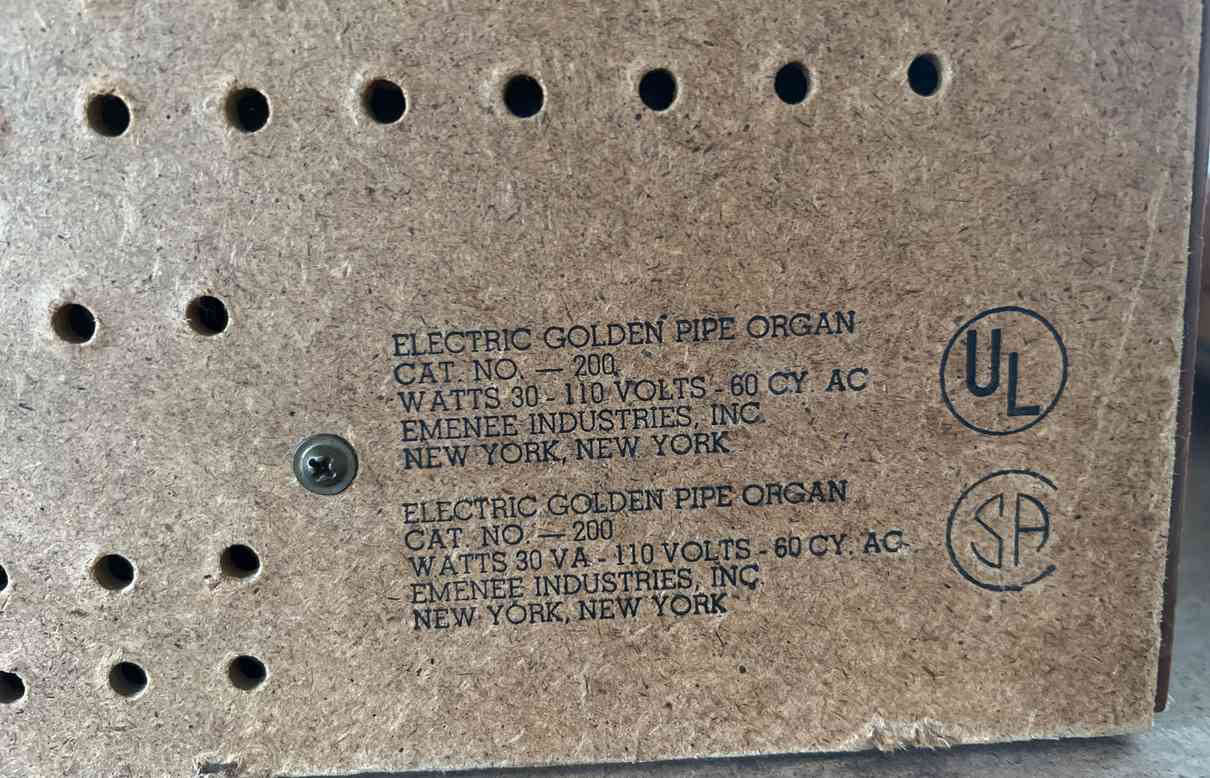 ELECTRIC GOLDEN PIPE ORGAN
CAT. NO. — 200
WATTS 30 - 110 VOLTS - 60 CY. AC
EMENEE INDUSTRIES, INC.
NEW YORK, NEW YORK
UL
ELECTRIC GOLDEN PIPE ORGAN
CAT. NO. — 200
WATTS 30 VA - 110 VOLTS - 60 CY. AC
EMENEE INDUSTRIES, INC.
NEW YORK, NEW YORK
CSA